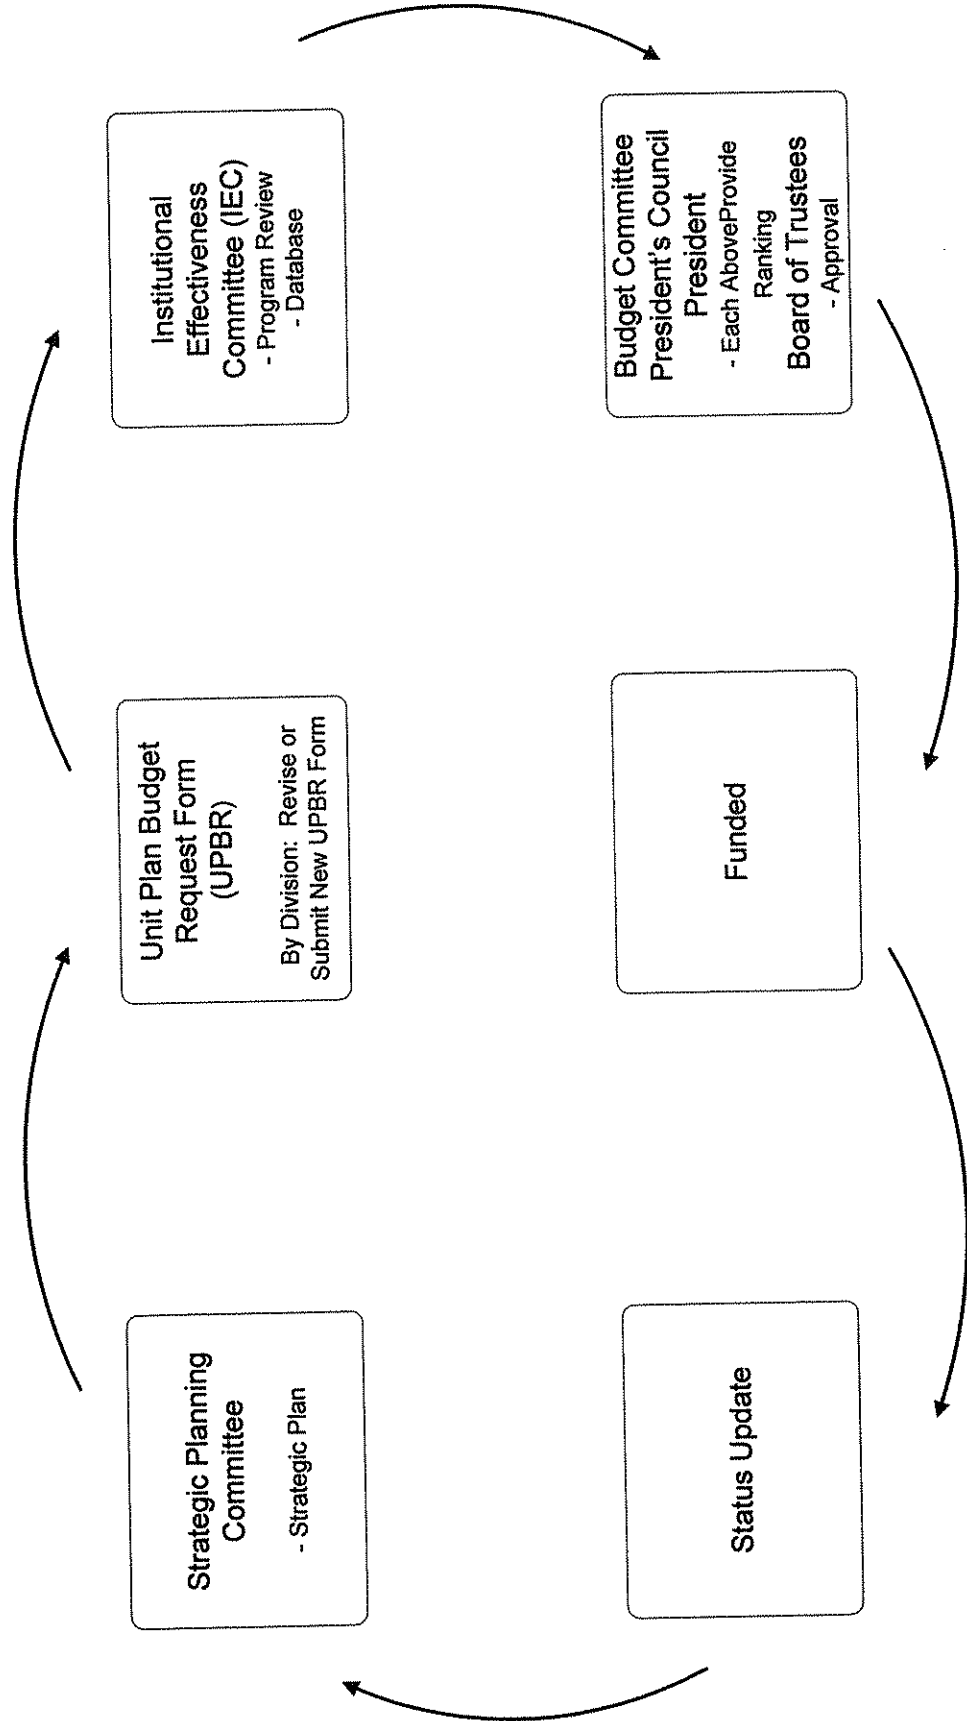 Strategic Planning
Committee
- Strategic Plan
Unit Plan Budget
Request Form
(UPBR)
By Division: Revise or
Submit New UPBR Form
Institutional
Effectiveness
Committee (IEC)
- Program Review
- Database
Budget Committee
President's Council
President
- Each AboveProvide
Ranking
Board of Trustees
- Approval
Funded
Status Update